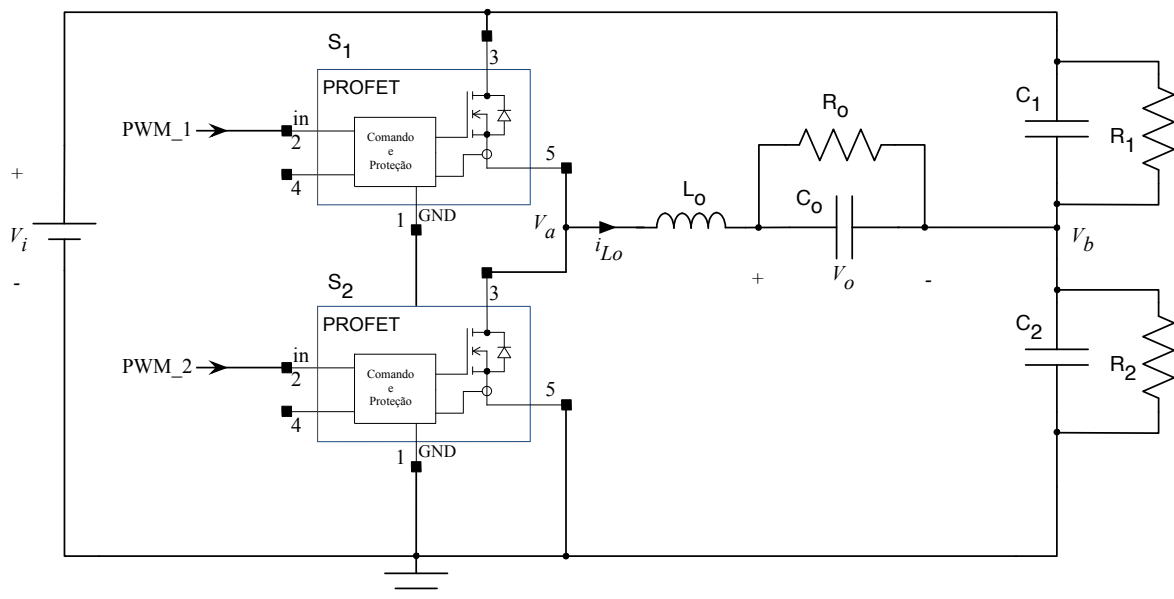 S1
3
PROFET
in
PWM_1
2
Comando
e
Proteção
4
5
1
GND
Va
iLo
Lo
Ro
Co
+
Vo
-
C1
R1
Vb
+
Vi
-
S2
3
PROFET
in
PWM_2
2
Comando
e
Proteção
4
5
1
GND
C2
R2